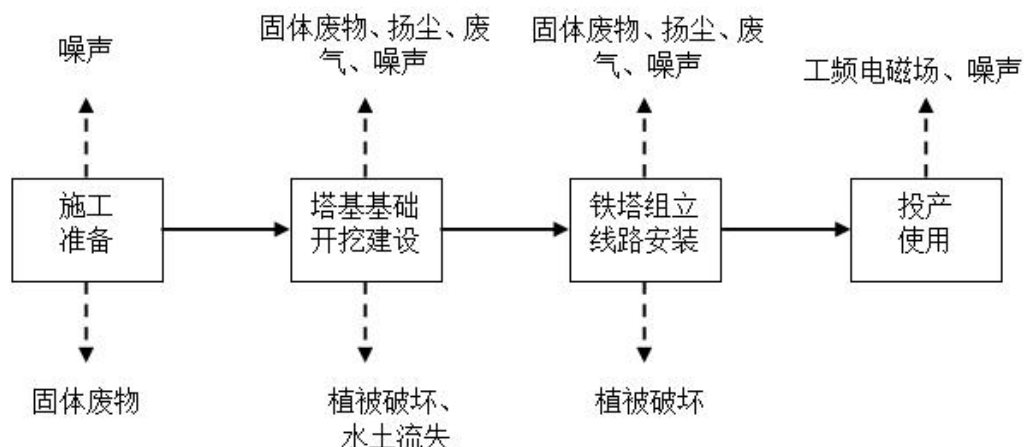 噪声
固体废物、扬尘、废
气、噪声
固体废物、扬尘、废
气、噪声
工频电磁场、噪声
施工
准备
塔基基础
开挖建设
铁塔组立
线路安装
投产
使用
固体废物
植被破坏、
水土流失
植被破坏